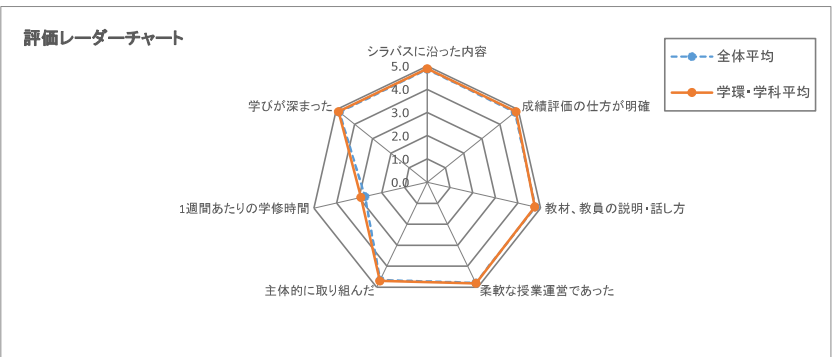 評価レーダーチャート
シラバスに沿った内容
全体平均
学環・学科平均
5.0
4.0
3.0
2.0
1.0
0.0
学びが深まった
成績評価の仕方が明確
1週間あたりの学修時間
教材、教員の説明・話し方
主体的に取り組んだ
柔軟な授業運営であった